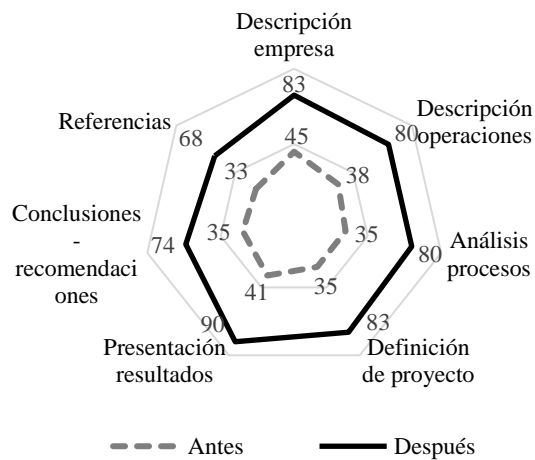 Descripción
empresa
83
Descripción
operaciones
80
Referencias
68
45
33
38
Conclusiones
-
recomendaci
ones
74
35
35
Análisis
procesos
80
41
35
90
83
Presentación
resultados
Definición
de proyecto
Antes
Después